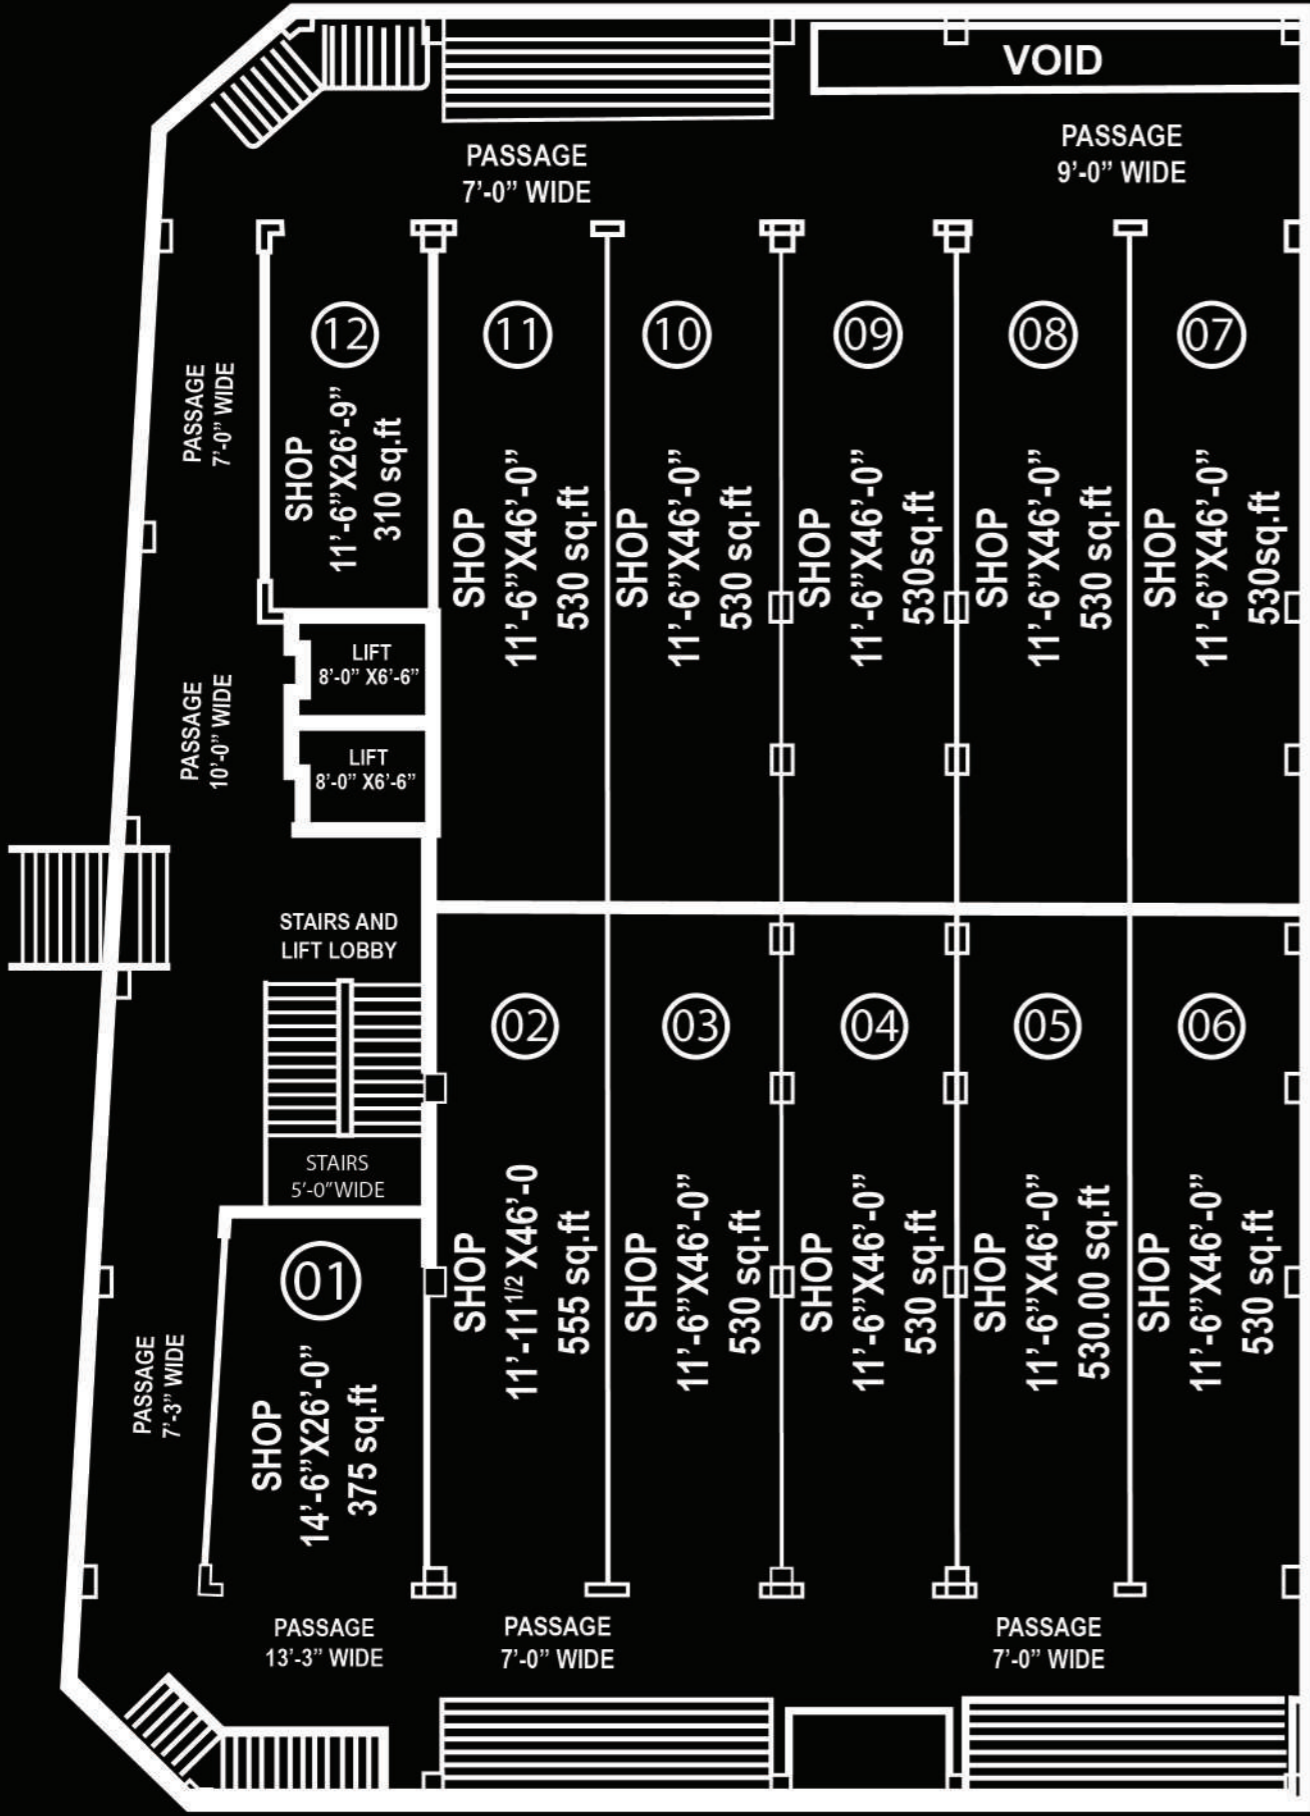 VOID
PASSAGE
7'-0” WIDE
PASSAGE
9'-0” WIDE
12
SHOP
11'-6”X26'-9”
310 sq.ft
11
SHOP
11'-6”X46'-0”
530 sq.ft
10
SHOP
11'-6”X46'-0”
530 sq.ft
09
SHOP
11'-6”X46'-0”
530sq.ft
08
SHOP
11'-6”X46'-0”
530 sq.ft
07
SHOP
11'-6”X46'-0”
530sq.ft
PASSAGE
7'-0” WIDE
LIFT
8'-0” X6'-6”
PASSAGE
10'-0” WIDE
LIFT
8'-0” X6'-6”
STAIRS AND
LIFT LOBBY
STAIRS
5'-0”WIDE
01
SHOP
14'-6”X26'-0”
375 sq.ft
02
SHOP
11'-11 1/2 X46'-0
555 sq.ft
03
SHOP
11'-6”X46'-0”
530 sq.ft
04
SHOP
11'-6”X46'-0”
530 sq.ft
05
SHOP
11'-6”X46'-0”
530.00 sq.ft
06
SHOP
11'-6”X46'-0”
530 sq.ft
PASSAGE
7'-3” WIDE
PASSAGE
13'-3” WIDE
PASSAGE
7'-0” WIDE
PASSAGE
7'-0” WIDE